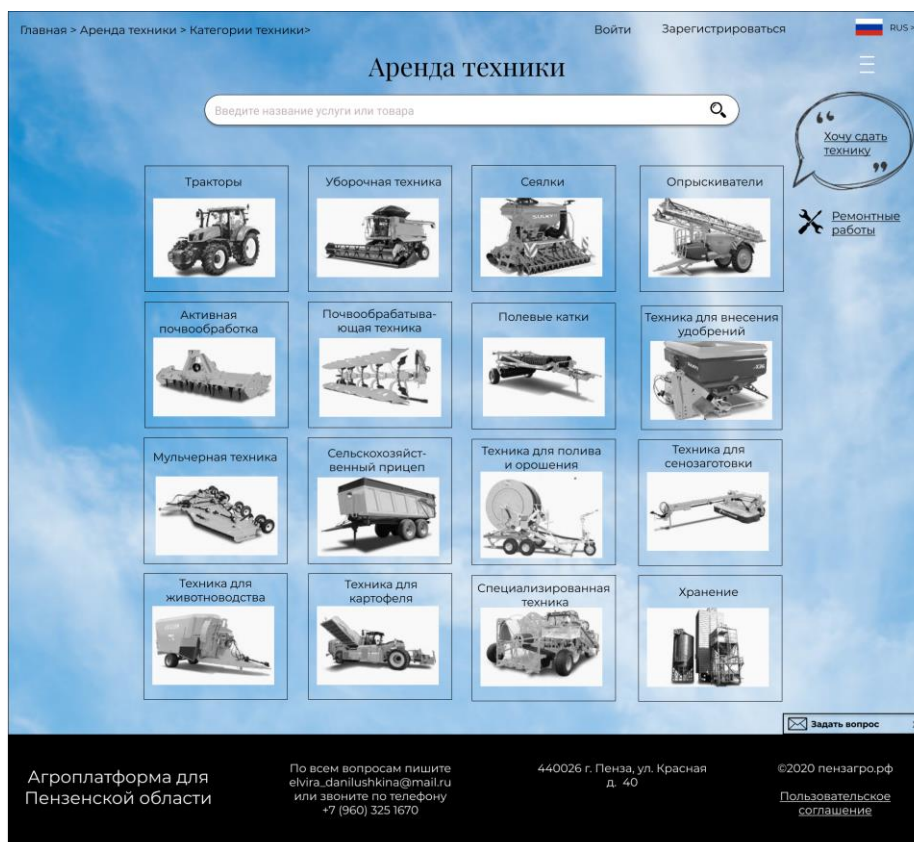 Главная > Аренда техники > Категории техники>
Войти
Зарегистрироваться
RUS
Аренда техники
Введите название услуги или товара
Хочу сдать
технику
Ремонтные
работы
Тракторы
Уборочная техника
Сеялки
Опрыскиватели
Активная
почвообработка
Почвообрабатыва-
ющая техника
Полевые катки
Техника для внесения
удобрений
Мульчерная техника
Сельскохозяйст-
венный прицеп
Техника для полива
и орошения
Техника для
сенозаготовки
Техника для
животноводства
Техника для
картофеля
Специализированная
техника
Хранение
Задать вопрос
Агроплатформа для
Пензенской области
По всем вопросам пишите
elvira_danilushkina@mail.ru
или звоните по телефону
+7 (960) 325 1670
440026 г. Пенза, ул. Красная
д. 40
©2020 пензагро.рф
Пользовательское
соглашение